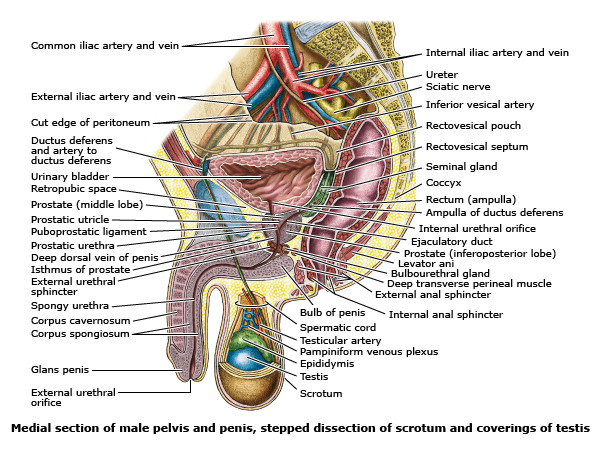 Common iliac artery and vein
External iliac artery and vein
Cut edge of peritoneum
Ductus deferens
and artery to
ductus deferens
Urinary bladder
Retropubic space
Prostate (middle lobe)
Prostatic utricle
Puboprostatic ligament
Prostatic urethra
Deep dorsal vein of penis
Isthmus of prostate
External urethral
sphincter
Spongy urethra
Corpus cavernosum
Corpus spongiosum
Glans penis
External urethral
orifice
Internal iliac artery and vein
Ureter
Sciatic nerve
Inferior vesical artery
Rectovesical pouch
Rectovesical septum
Seminal gland
Coccyx
Rectum (ampulla)
Ampulla of ductus deferens
Internal urethral orifice
Ejaculatory duct
Prostate (inferoposterior lobe)
Levator ani
Bulbourethral gland
Deep transverse perineal muscle
External anal sphincter
Internal anal sphincter
Bulb of penis
Spermatic cord
Testicular artery
Pampiniform venous plexus
Epididymis
Testis
Scrotum
Medial section of male pelvis and penis, stepped dissection of scrotum and coverings of testis